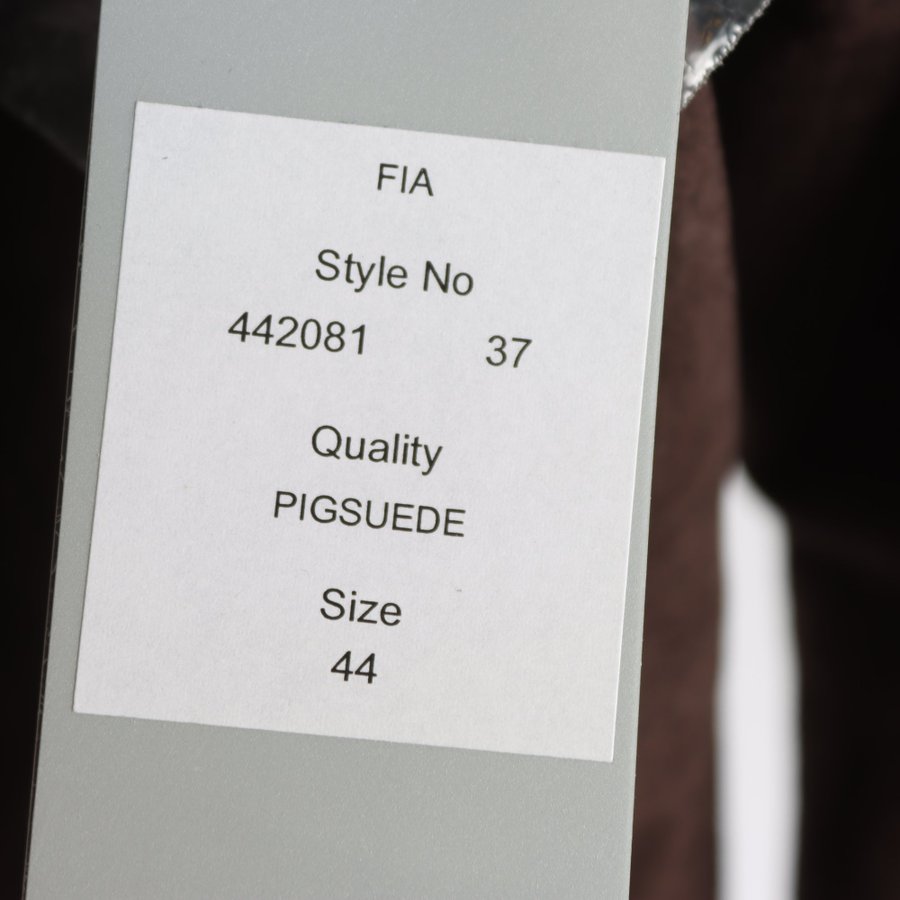 FIA
Style No
442081 37
Quality
PIGSUEDE
Size
44